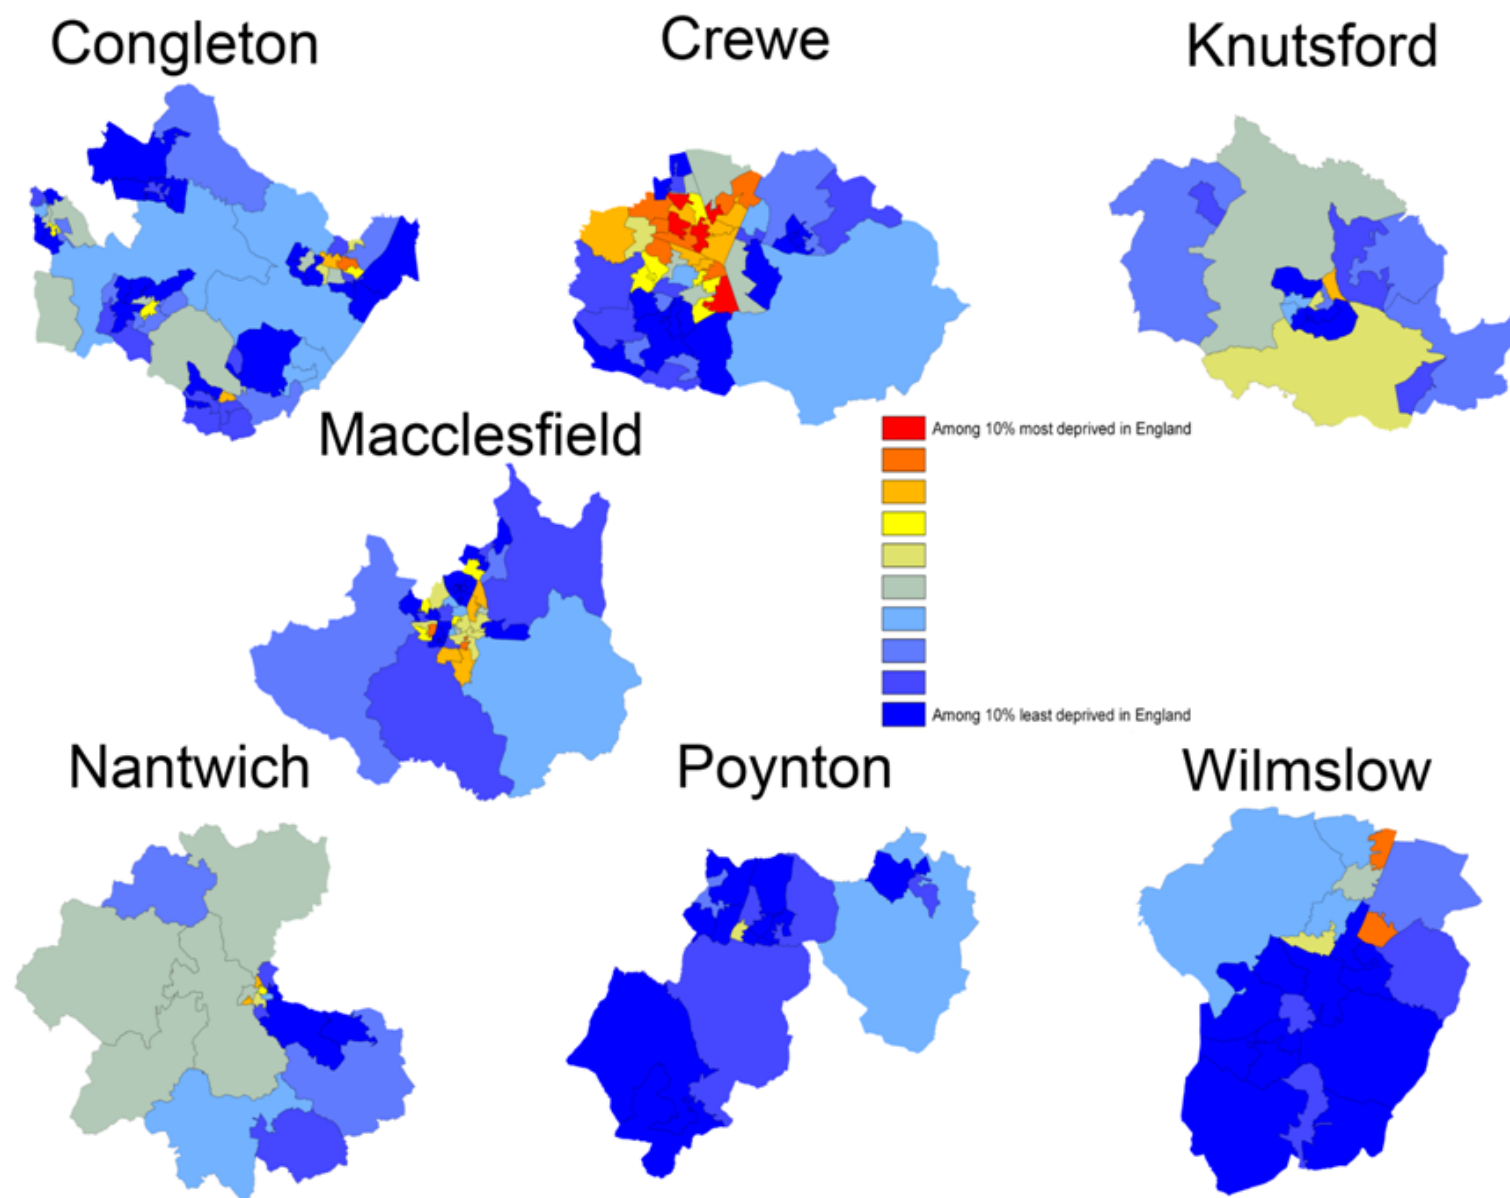 Congleton
Crewe
Knutsford
Macclesfield
Among 10% most deprived in England
Among 10% least deprived in England
Nantwich
Poynton
Wilmslow